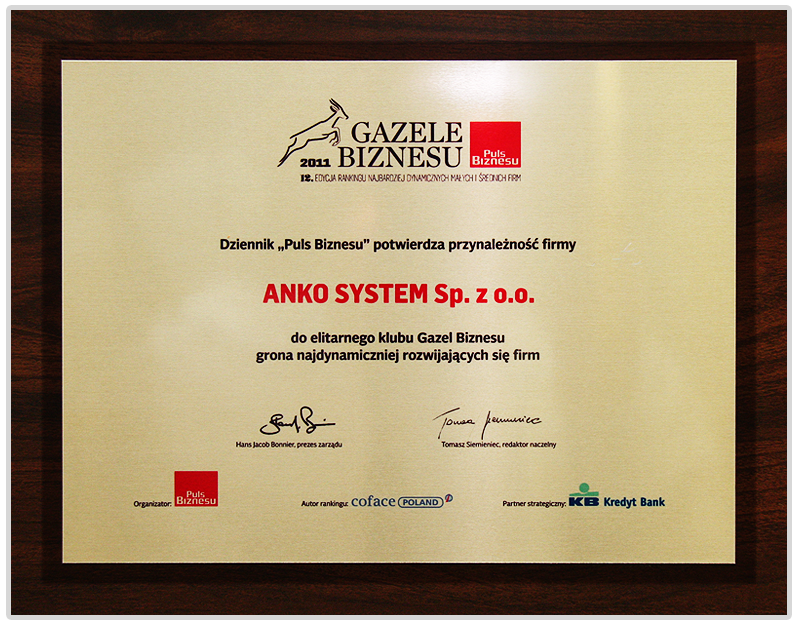 GAZELE
2011 BIZNESU
Puls
Biznesu
12. EDYCJA RANKINGU NAJBARDZIEJ DYNAMICZNYCH MAŁYCH I ŚREDNICH FIRM
Dziennik „Puls Biznesu” potwierdza przynależność firmy
ANKO SYSTEM Sp. z o.o.
do elitarnego klubu Gazel Biznesu
grona najdynamiczniej rozwijających się firm
Tomasz Siemieniec
Hans Jacob Bonnier, prezes zarządu
Tomasz Siemieniec, redaktor naczelny
Organizator: Puls Biznesu
Autor rankingu: coface POLAND
Partner strategiczny: KB Kredyt Bank